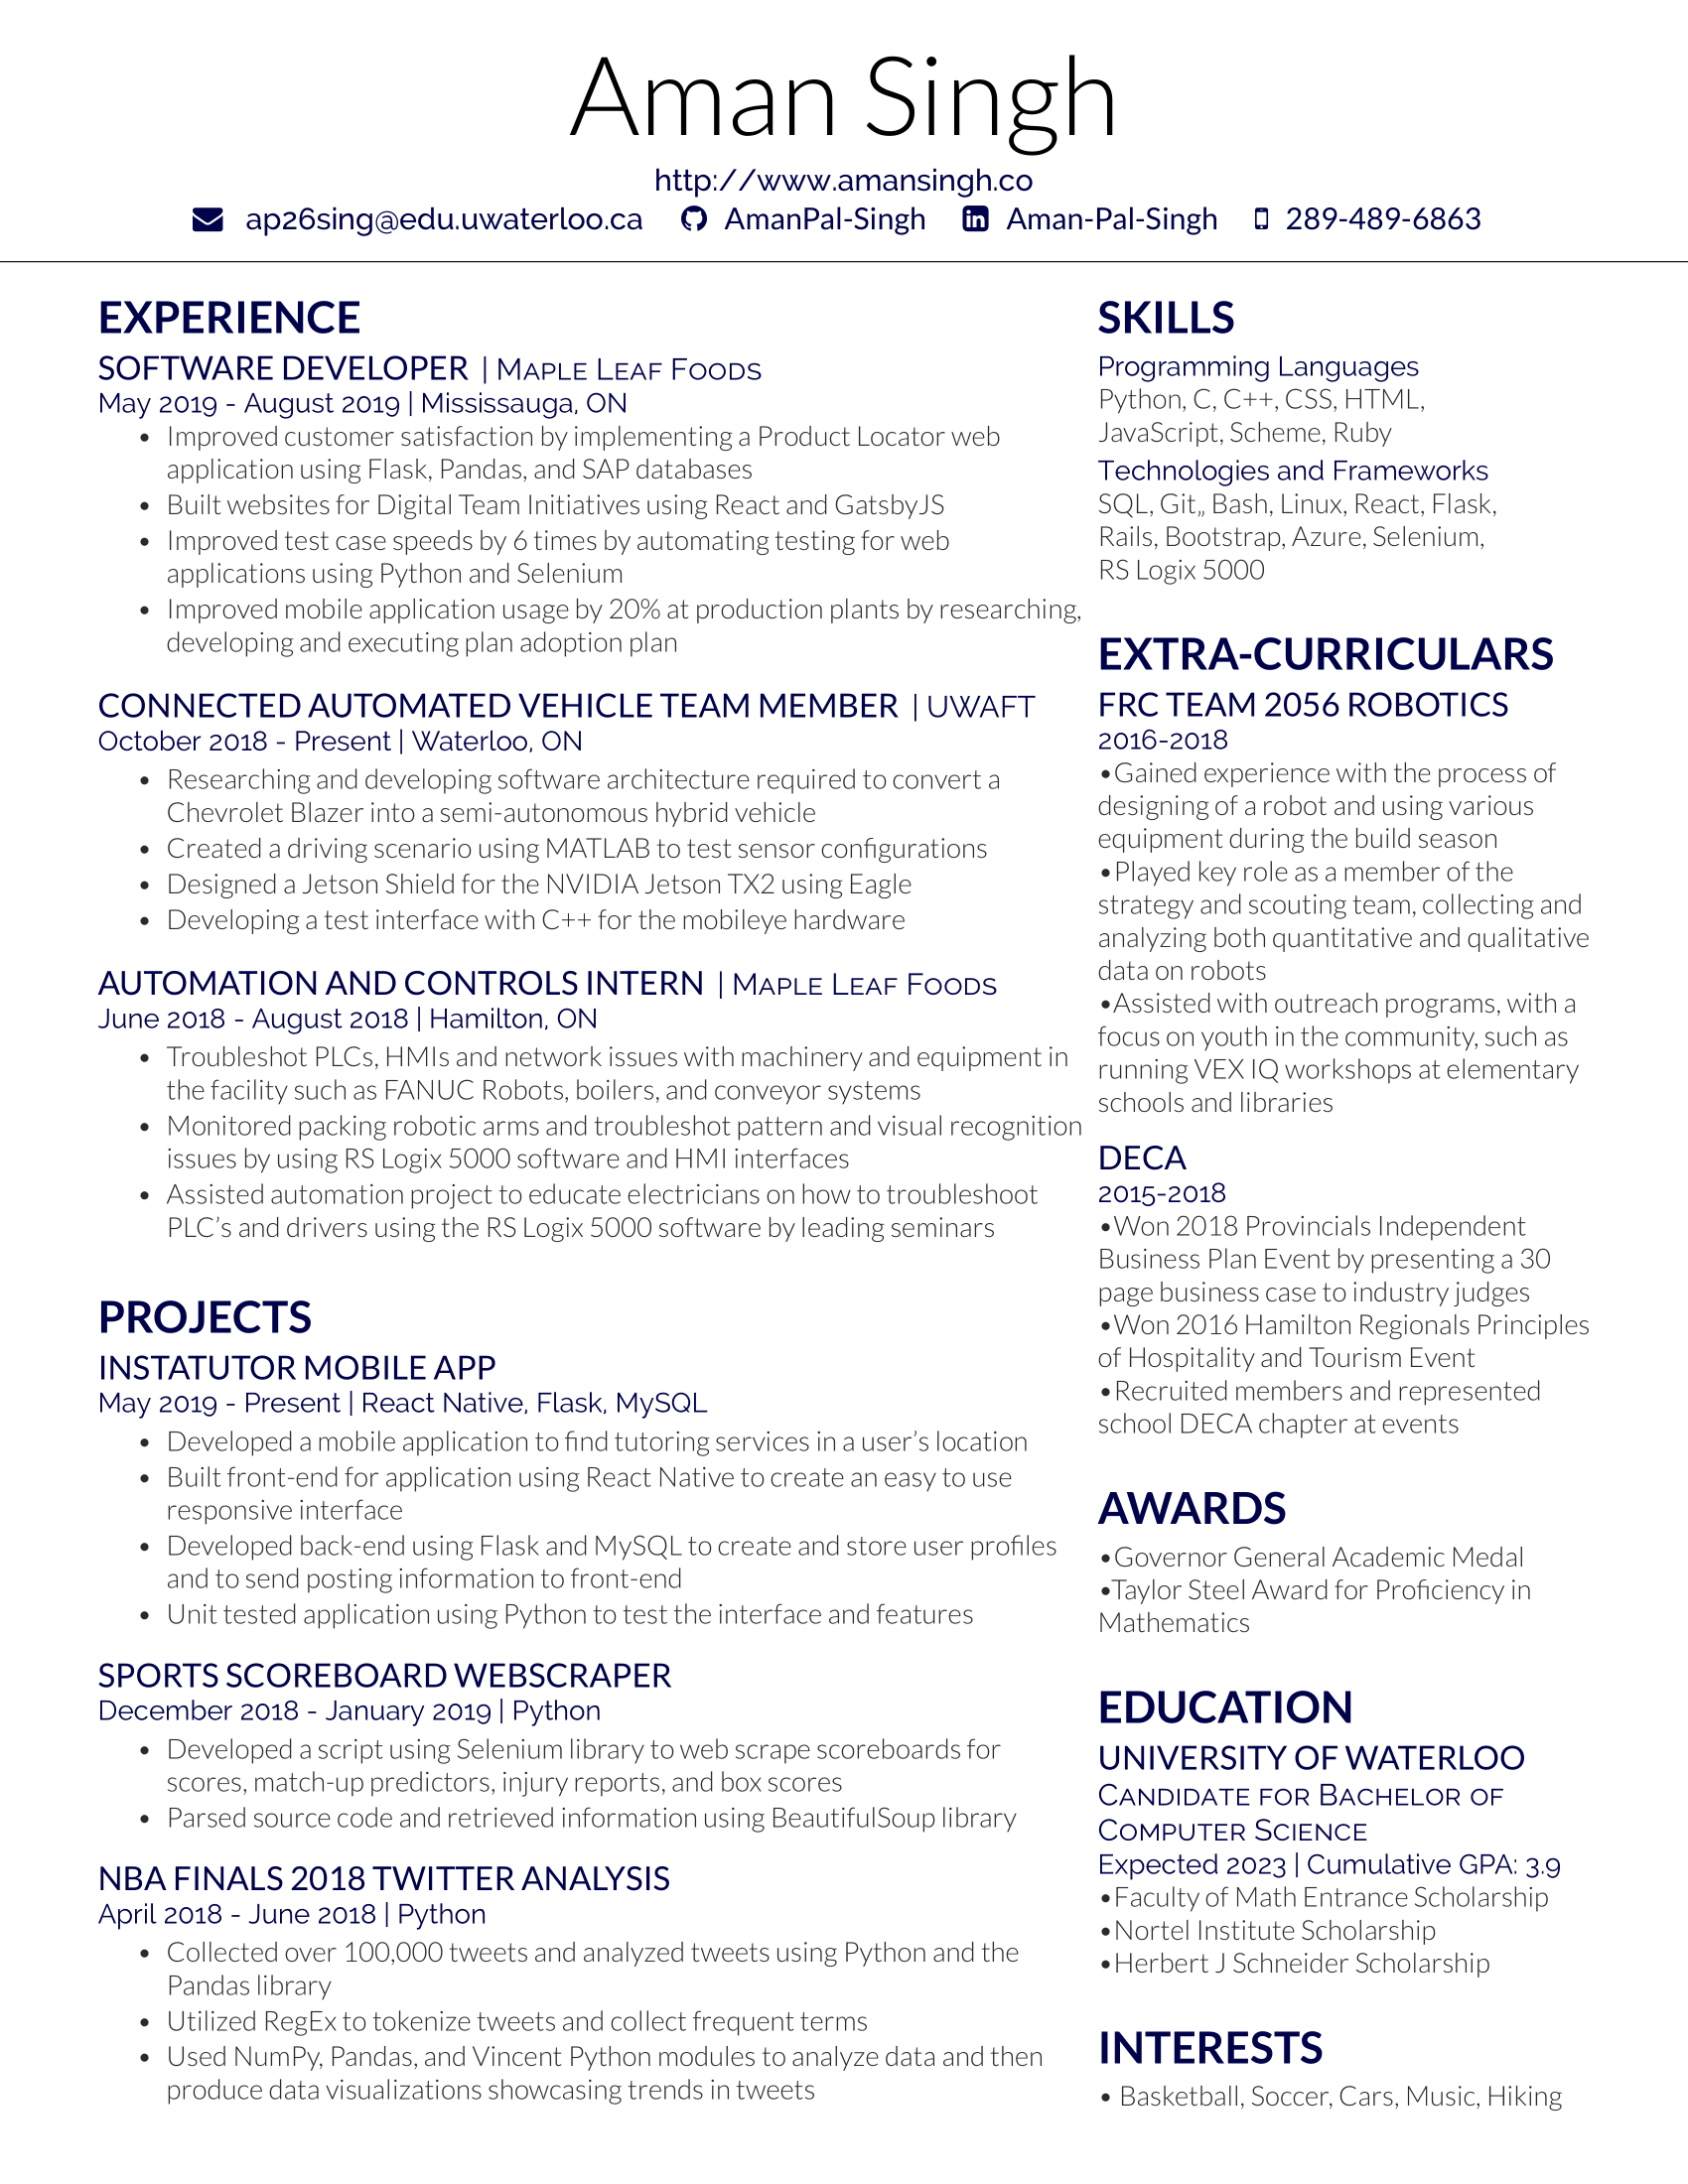 Aman Singh
http://www.amansingh.co
ap26sing@edu.uwaterloo.ca AmanPal-Singh Aman-Pal-Singh 289-489-6863
EXPERIENCE
SOFTWARE DEVELOPER | MAPLE LEAF FOODS
May 2019 - August 2019 | Mississauga, ON
• Improved customer satisfaction by implementing a Product Locator web
application using Flask, Pandas, and SAP databases
• Built websites for Digital Team Initiatives using React and GatsbyJS
• Improved test case speeds by 6 times by automating testing for web
applications using Python and Selenium
• Improved mobile application usage by 20% at production plants by researching,
developing and executing plan adoption plan
CONNECTED AUTOMATED VEHICLE TEAM MEMBER | UWAFT
October 2018 - Present | Waterloo, ON
• Researching and developing software architecture required to convert a
Chevrolet Blazer into a semi-autonomous hybrid vehicle
• Created a driving scenario using MATLAB to test sensor configurations
• Designed a Jetson Shield for the NVIDIA Jetson TX2 using Eagle
• Developing a test interface with C++ for the mobileye hardware
AUTOMATION AND CONTROLS INTERN | MAPLE LEAF FOODS
June 2018 - August 2018 | Hamilton, ON
• Troubleshot PLCs, HMIs and network issues with machinery and equipment in
the facility such as FANUC Robots, boilers, and conveyor systems
• Monitored packing robotic arms and troubleshot pattern and visual recognition
issues by using RS Logix 5000 software and HMI interfaces
• Assisted automation project to educate electricians on how to troubleshoot
PLC’s and drivers using the RS Logix 5000 software by leading seminars
PROJECTS
INSTATUTOR MOBILE APP
May 2019 - Present | React Native, Flask, MySQL
• Developed a mobile application to find tutoring services in a user’s location
• Built front-end for application using React Native to create an easy to use
responsive interface
• Developed back-end using Flask and MySQL to create and store user profiles
and to send posting information to front-end
• Unit tested application using Python to test the interface and features
SPORTS SCOREBOARD WEBSCRAPER
December 2018 - January 2019 | Python
• Developed a script using Selenium library to web scrape scoreboards for
scores, match-up predictors, injury reports, and box scores
• Parsed source code and retrieved information using BeautifulSoup library
NBA FINALS 2018 TWITTER ANALYSIS
April 2018 - June 2018 | Python
• Collected over 100,000 tweets and analyzed tweets using Python and the
Pandas library
• Utilized RegEx to tokenize tweets and collect frequent terms
• Used NumPy, Pandas, and Vincent Python modules to analyze data and then
produce data visualizations showcasing trends in tweets
SKILLS
Programming Languages
Python, C, C++, CSS, HTML,
JavaScript, Scheme, Ruby
Technologies and Frameworks
SQL, Git,, Bash, Linux, React, Flask,
Rails, Bootstrap, Azure, Selenium,
RS Logix 5000
EXTRA-CURRICULARS
FRC TEAM 2056 ROBOTICS
2016-2018
•Gained experience with the process of
designing of a robot and using various
equipment during the build season
•Played key role as a member of the
strategy and scouting team, collecting and
analyzing both quantitative and qualitative
data on robots
•Assisted with outreach programs, with a
focus on youth in the community, such as
running VEX IQ workshops at elementary
schools and libraries
DECA
2015-2018
•Won 2018 Provincials Independent
Business Plan Event by presenting a 30
page business case to industry judges
•Won 2016 Hamilton Regionals Principles
of Hospitality and Tourism Event
•Recruited members and represented
school DECA chapter at events
AWARDS
•Governor General Academic Medal
•Taylor Steel Award for Proficiency in
Mathematics
EDUCATION
UNIVERSITY OF WATERLOO
CANDIDATE FOR BACHELOR OF
COMPUTER SCIENCE
Expected 2023 | Cumulative GPA: 3.9
•Faculty of Math Entrance Scholarship
•Nortel Institute Scholarship
•Herbert J Schneider Scholarship
INTERESTS
• Basketball, Soccer, Cars, Music, Hiking